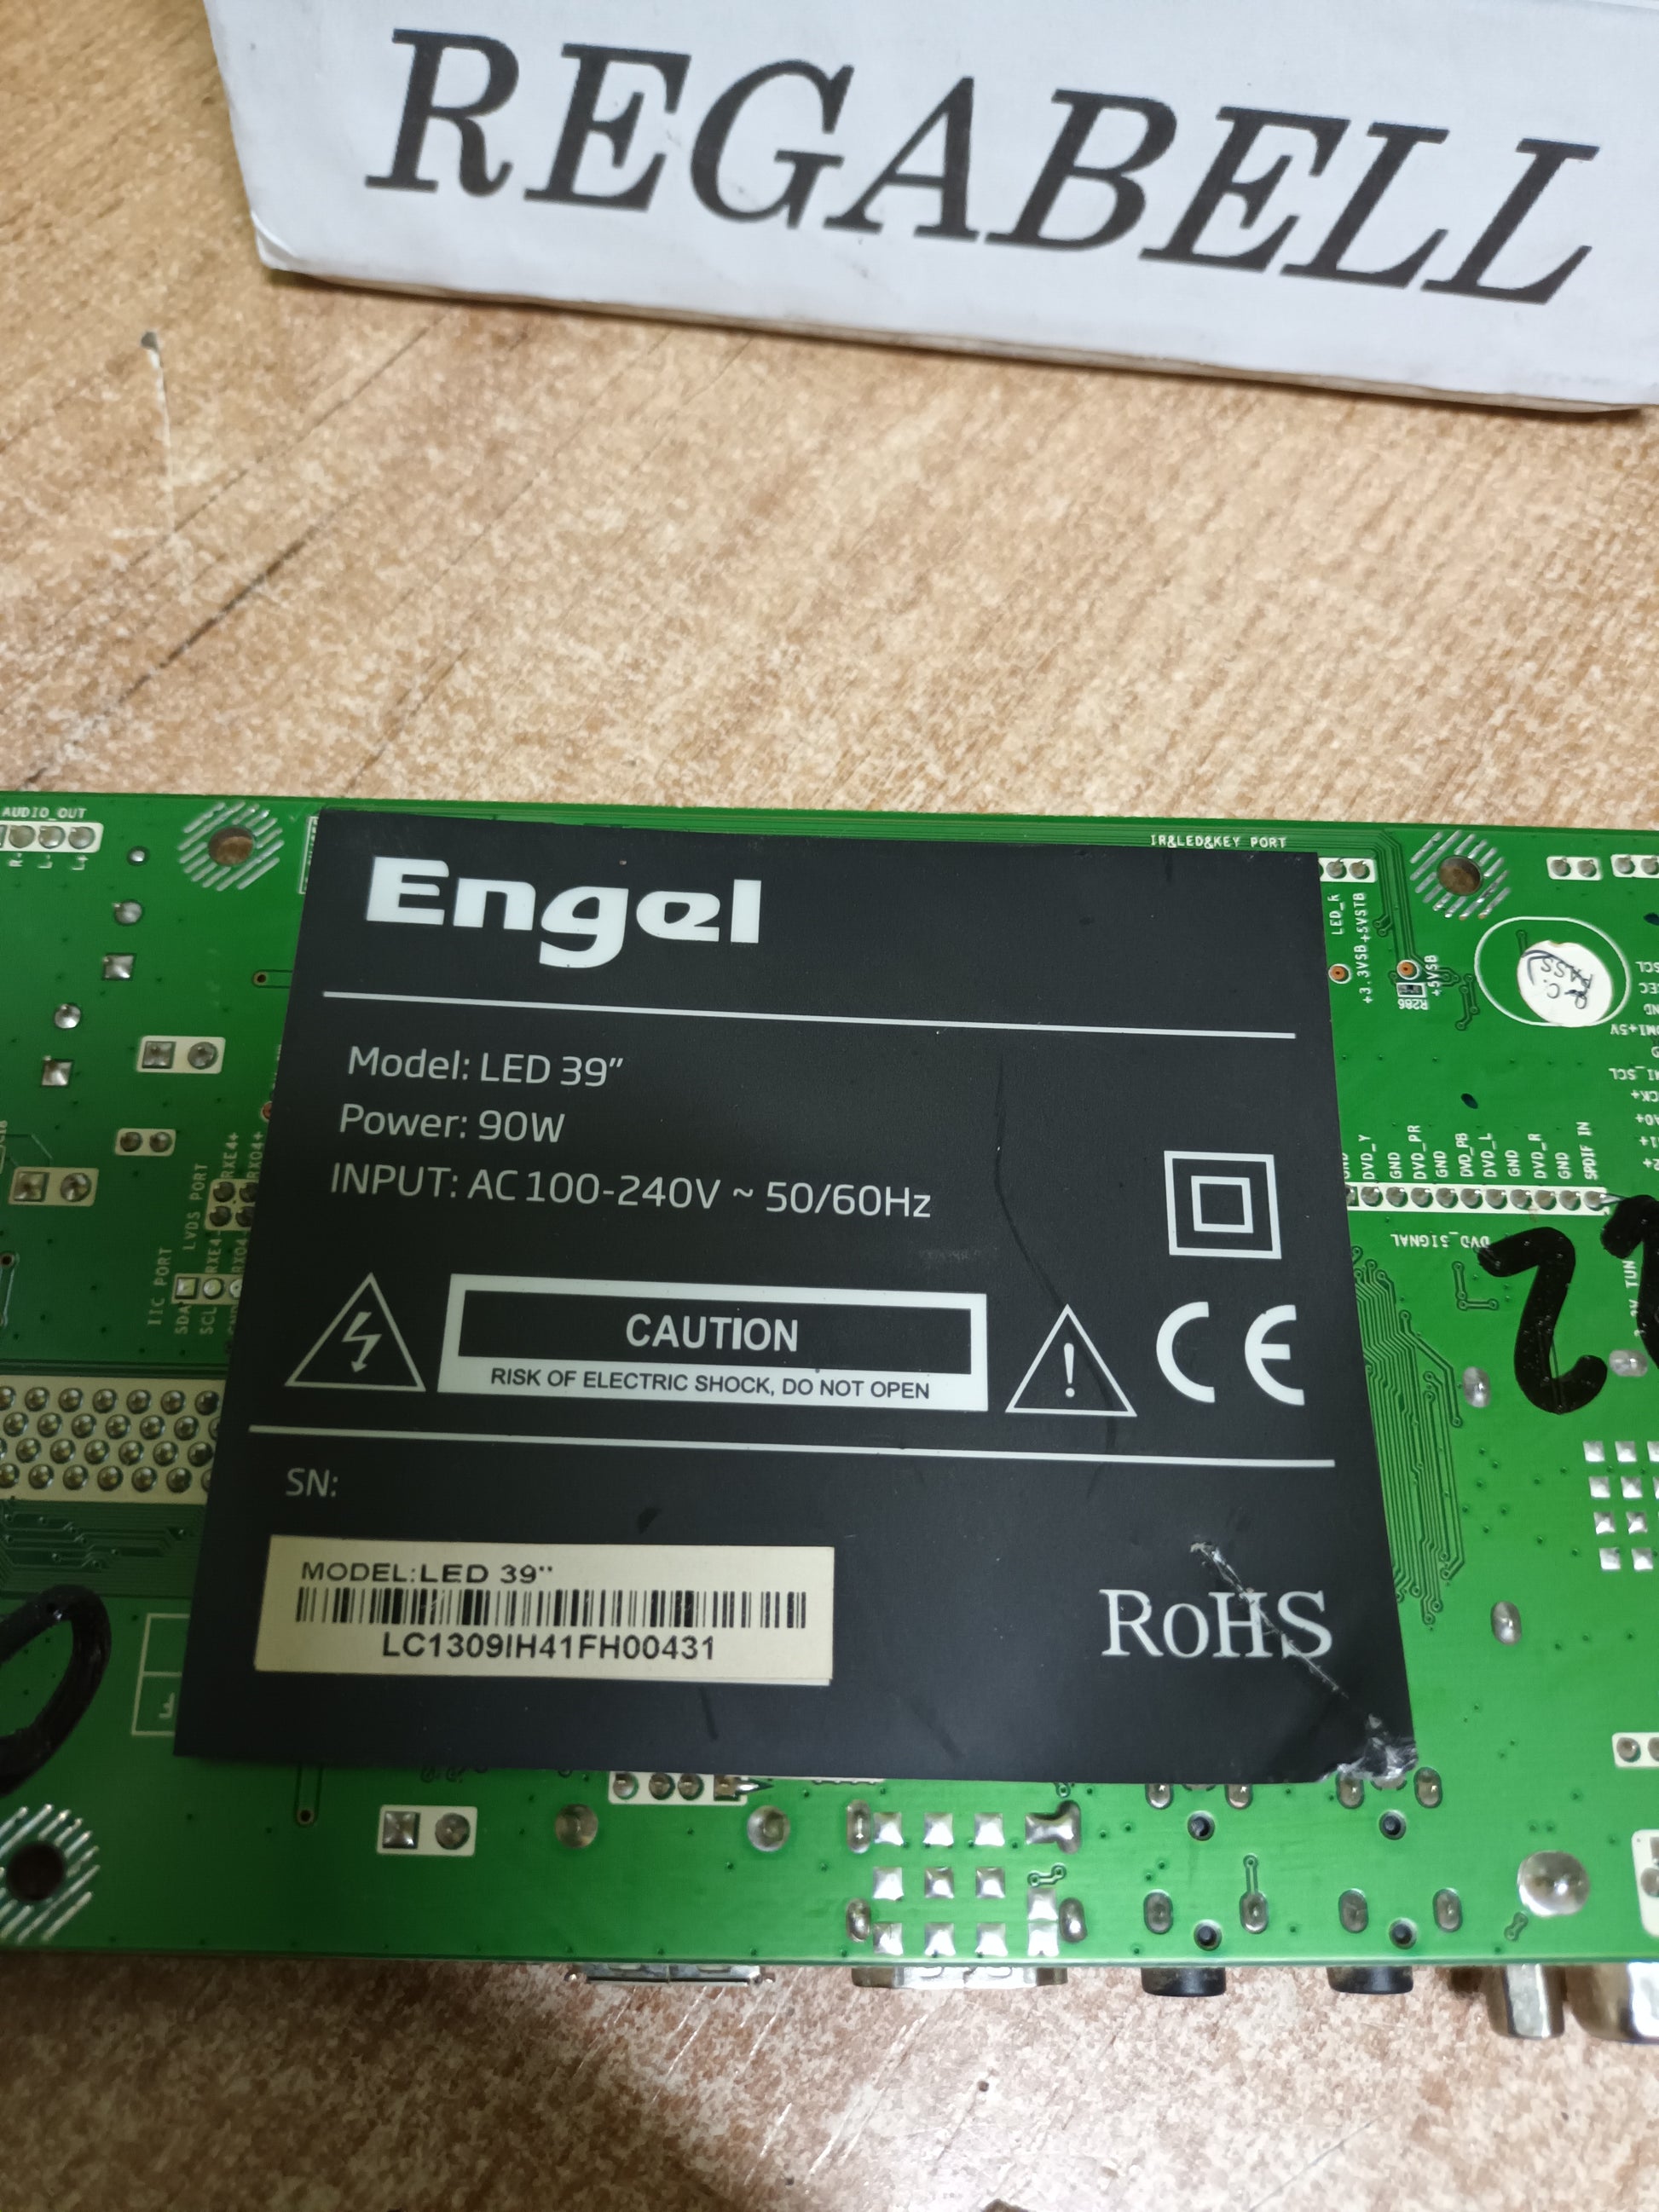 REGABELL
AUDIO_OUT
R-
L-
L+
IR&LED&KEY PORT
Engel
Model: LED 39"
Power: 90W
INPUT: AC 100-240V ~ 50/60Hz
CAUTION
RISK OF ELECTRIC SHOCK, DO NOT OPEN
CE
SN:
MODEL:LED 39"
LC1309IH41FH00431
RoHS
+3.3VSB
+5VSTB
+5VSB
R286
LVDS PORT
IIC PORT
SDA
SCL
RXE4+
RXE4-
DVD_Y
GND
DVD_PR
GND
DVD_PB
DVD_L
GND
DVD_R
GND
SPDIF IN
DVD_SIGNAL